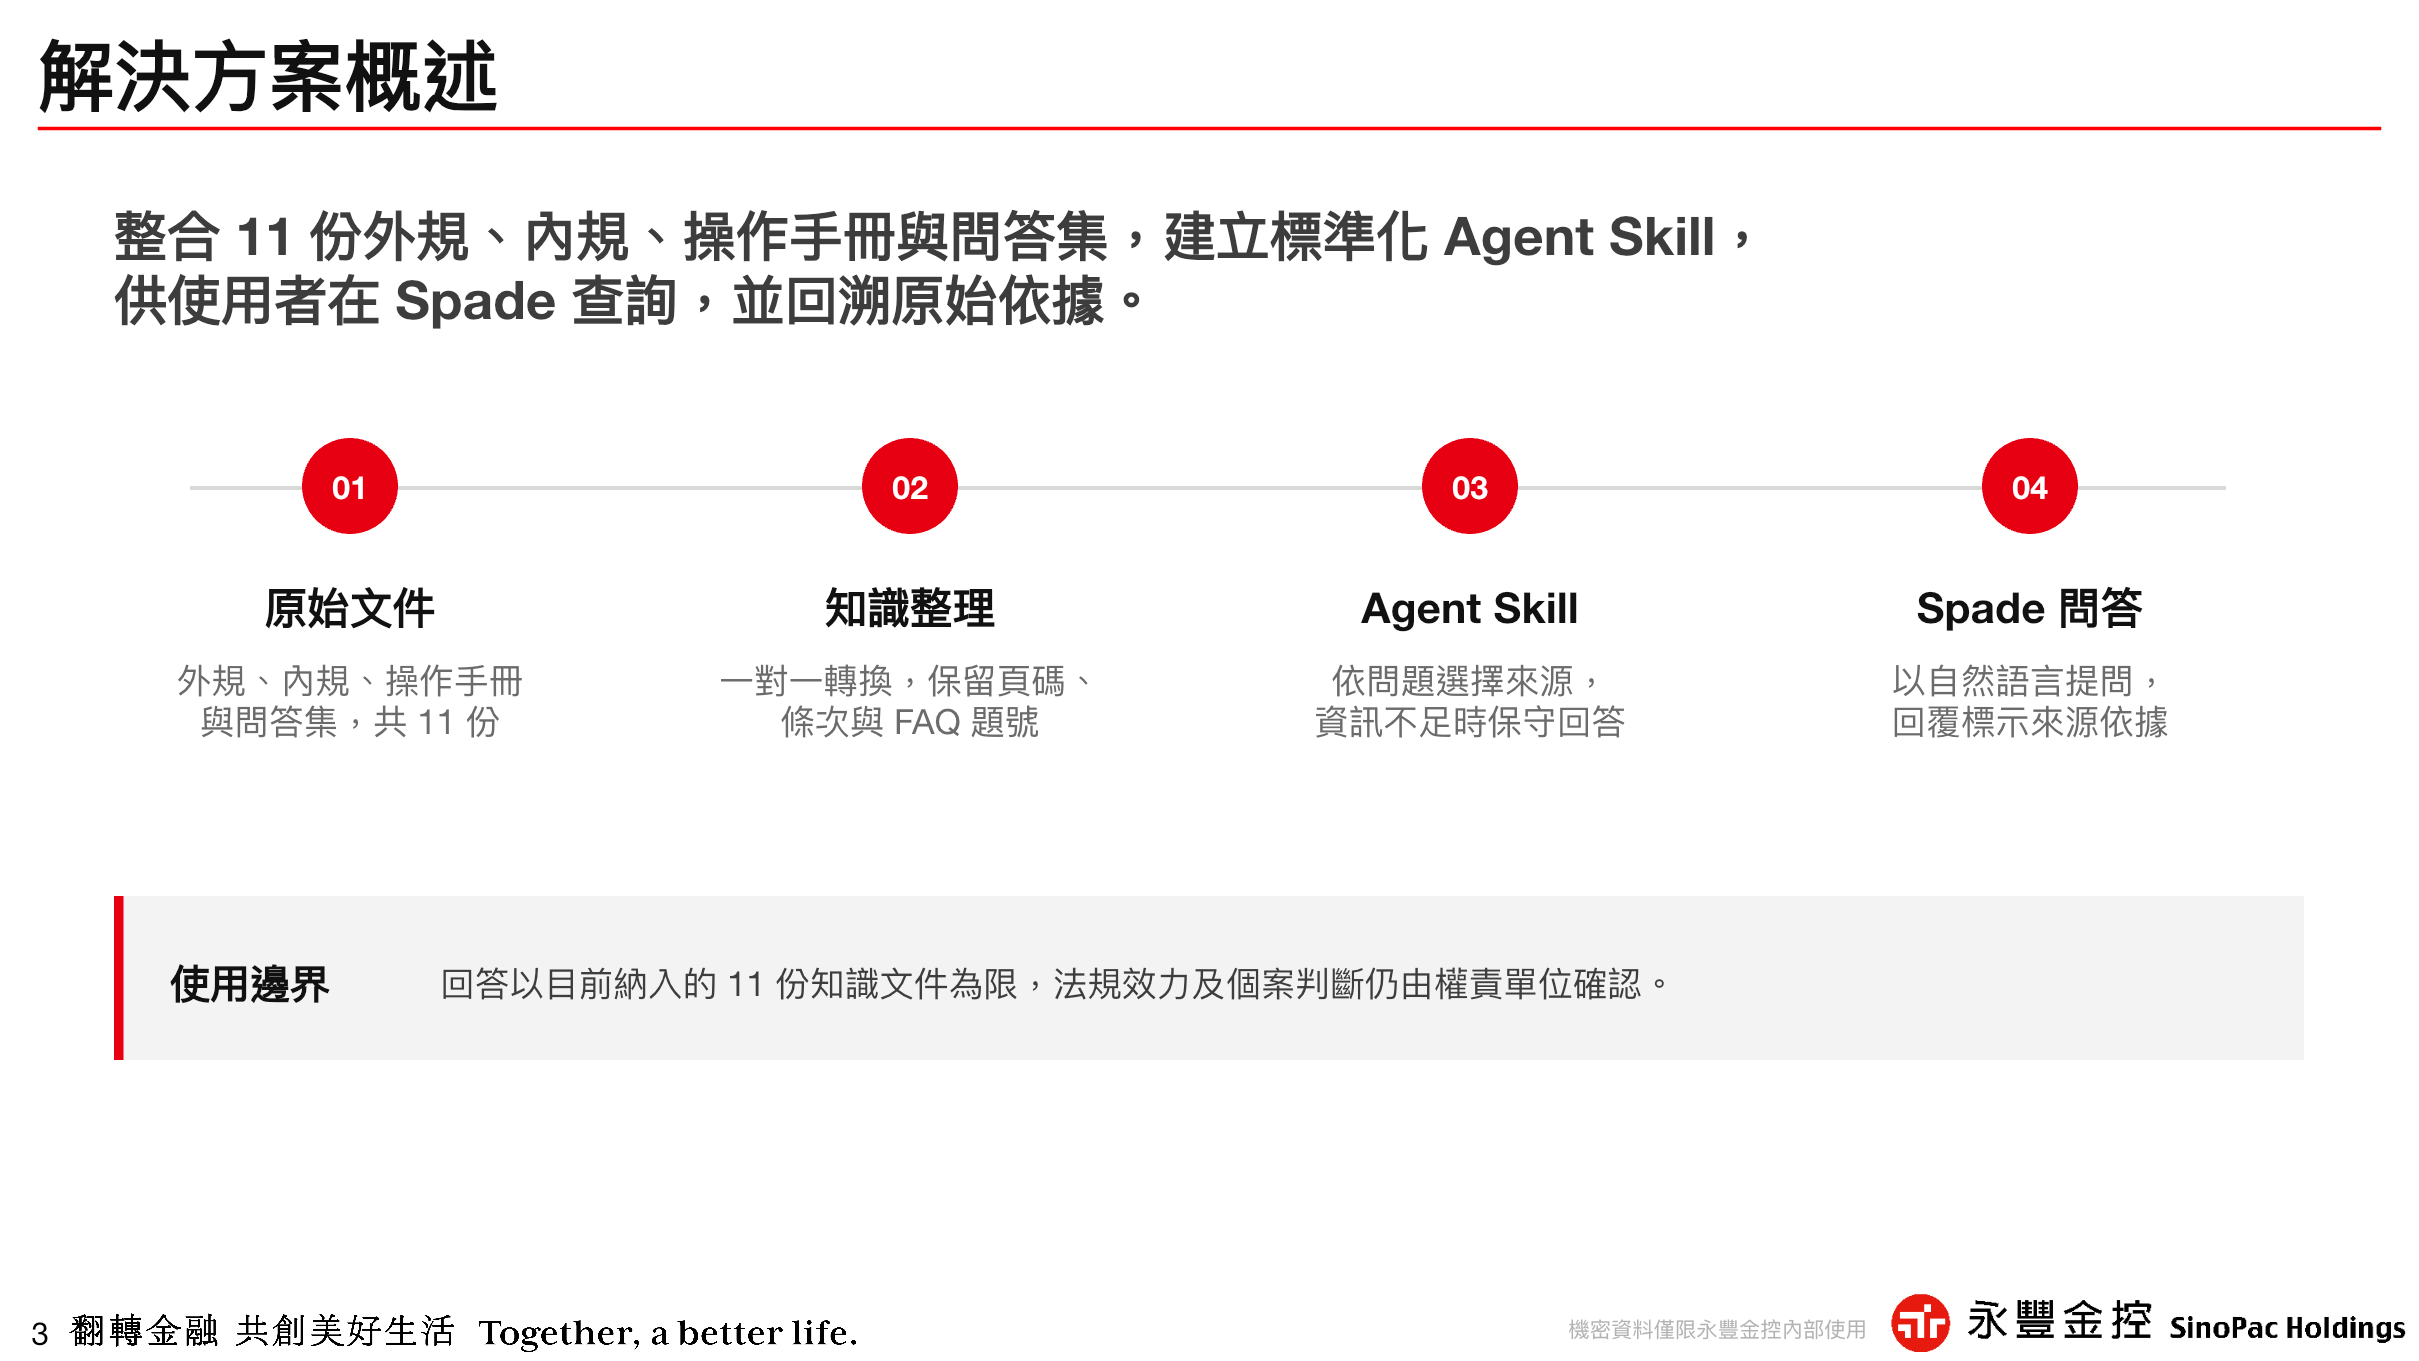 解決方案概述
整合 11 份外規、內規、操作手冊與問答集，建立標準化 Agent Skill，
供使用者在 Spade 查詢，並回溯原始依據。
01
02
03
04
原始文件
知識整理
Agent Skill
Spade 問答
外規、內規、操作手冊
與問答集，共 11 份
一對一轉換，保留頁碼、
條次與 FAQ 題號
依問題選擇來源，
資訊不足時保守回答
以自然語言提問，
回覆標示來源依據
使用邊界
回答以目前納入的 11 份知識文件為限，法規效力及個案判斷仍由權責單位確認。
3 翻轉金融 共創美好生活 Together, a better life.
機密資料僅限永豐金控內部使用
永豐金控 SinoPac Holdings